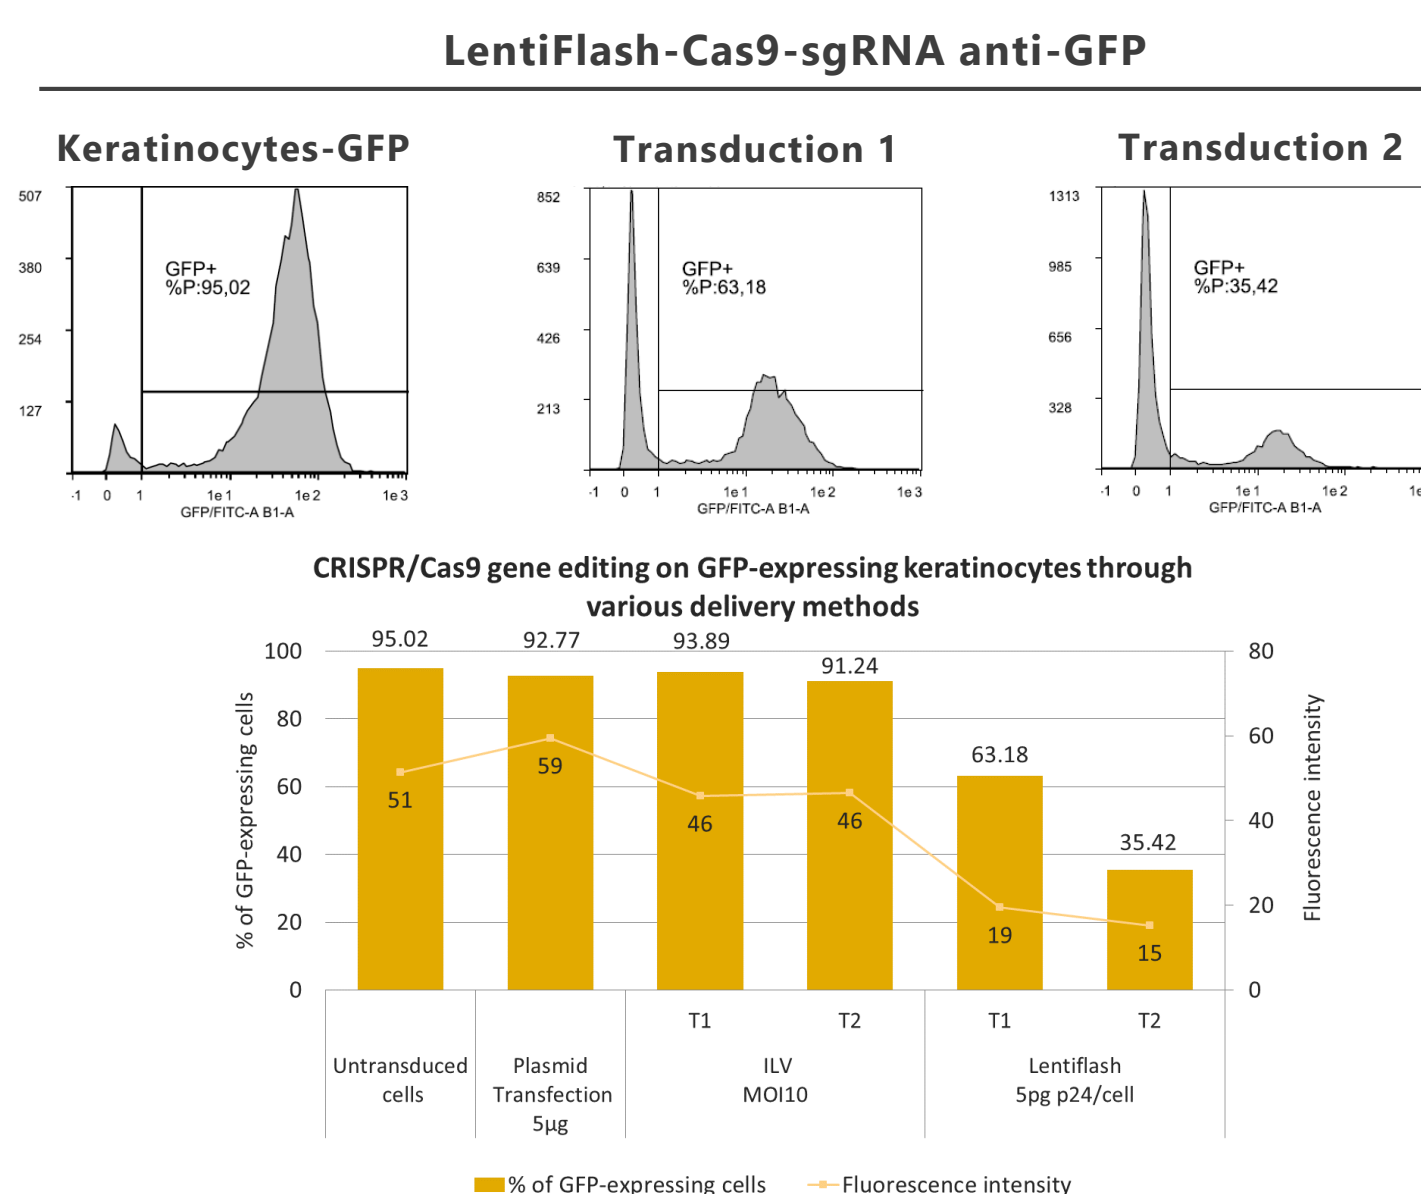 LentiFlash-Cas9-sgRNA anti-GFP
Keratinocytes-GFP
507
380
254
127
GFP+
%P:95,02
-1 0 1 1e1 1e2 1e3
GFP/FITC-A B1-A
Transduction 1
852
639
426
213
GFP+
%P:63,18
-1 0 1 1e1 1e2 1e3
GFP/FITC-A B1-A
Transduction 2
1313
985
656
328
GFP+
%P:35,42
-1 0 1 1e1 1e2
GFP/FITC-A B1-A
CRISPR/Cas9 gene editing on GFP-expressing keratinocytes through
various delivery methods
% of GFP-expressing cells
100
80
60
40
20
0
95.02 92.77 93.89 91.24 63.18 35.42
51 59 46 46 19 15
80
60
40
20
0
Fluorescence intensity
T1 T2 T1 T2
Untransduced
cells
Plasmid
Transfection
5µg
ILV
MOI10
Lentiflash
5pg p24/cell
% of GFP-expressing cells
Fluorescence intensity